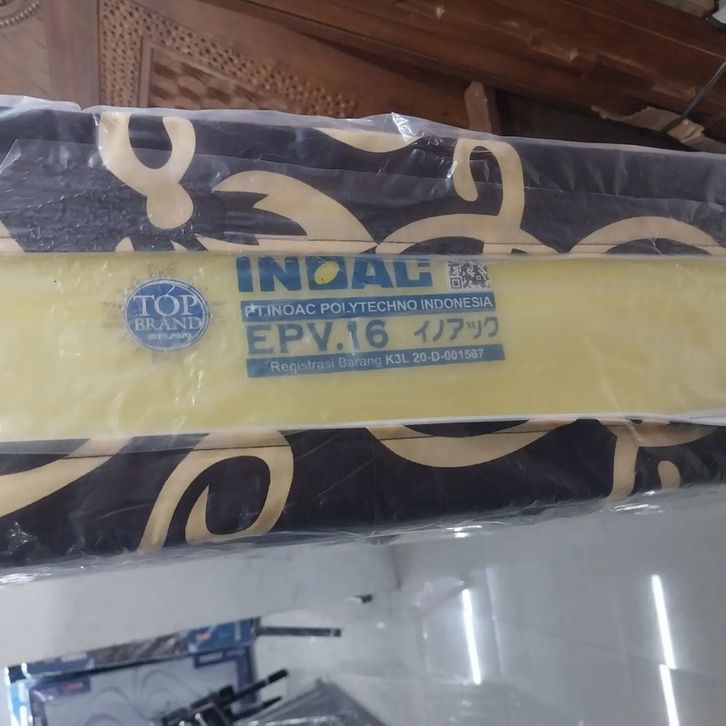 TOP
BRAND
INOAC
PT.INOAC POLYTECHNO INDONESIA
EPV.16 イノアック
Registrasi Barang K3L 20-D-001567